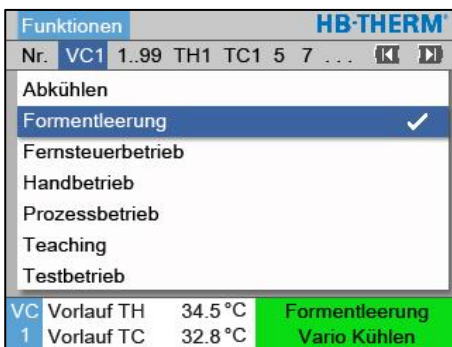 Funktionen HB-THERM®
Nr. VC1 1..99 TH1 TC1 5 7 ...
Abkühlen
Formentleerung
Fernsteuerbetrieb
Handbetrieb
Prozessbetrieb
Teaching
Testbetrieb
VC Vorlauf TH 34.5 °C Formentleerung
1 Vorlauf TC 32.8 °C Vario Kühlen